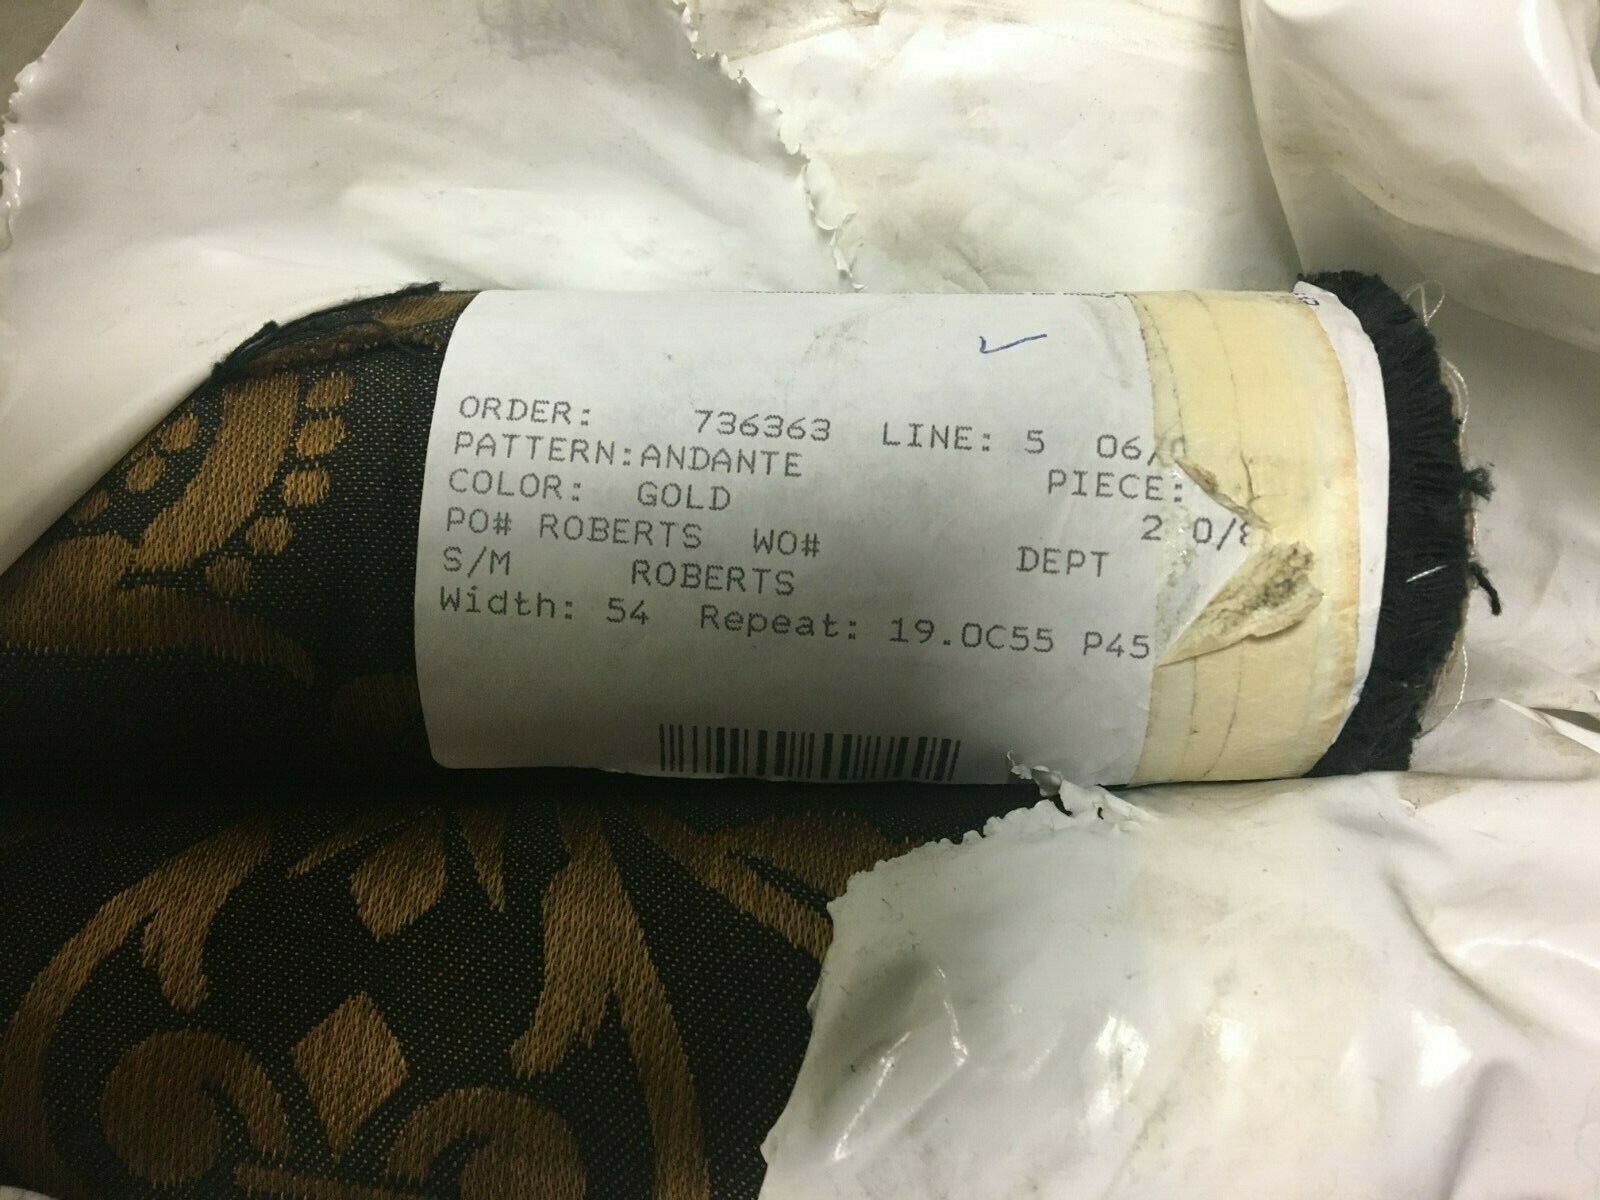 ORDER: 736363 LINE: 5 06/0
PATTERN:ANDANTE PIECE:
COLOR: GOLD 2 0/8
PO# ROBERTS WO# DEPT
S/M ROBERTS
Width: 54 Repeat: 19.0C55 P45